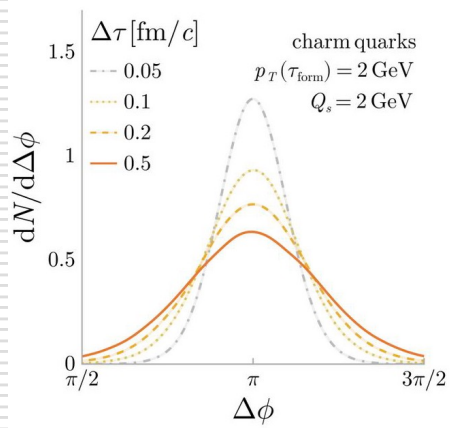 Δτ [fm/c]
0.05
0.1
0.2
0.5
charm quarks
p_T(τ_form) = 2 GeV
Q_s = 2 GeV
dN/dΔϕ
1.5
1
0.5
0
π/2
π
3π/2
Δϕ